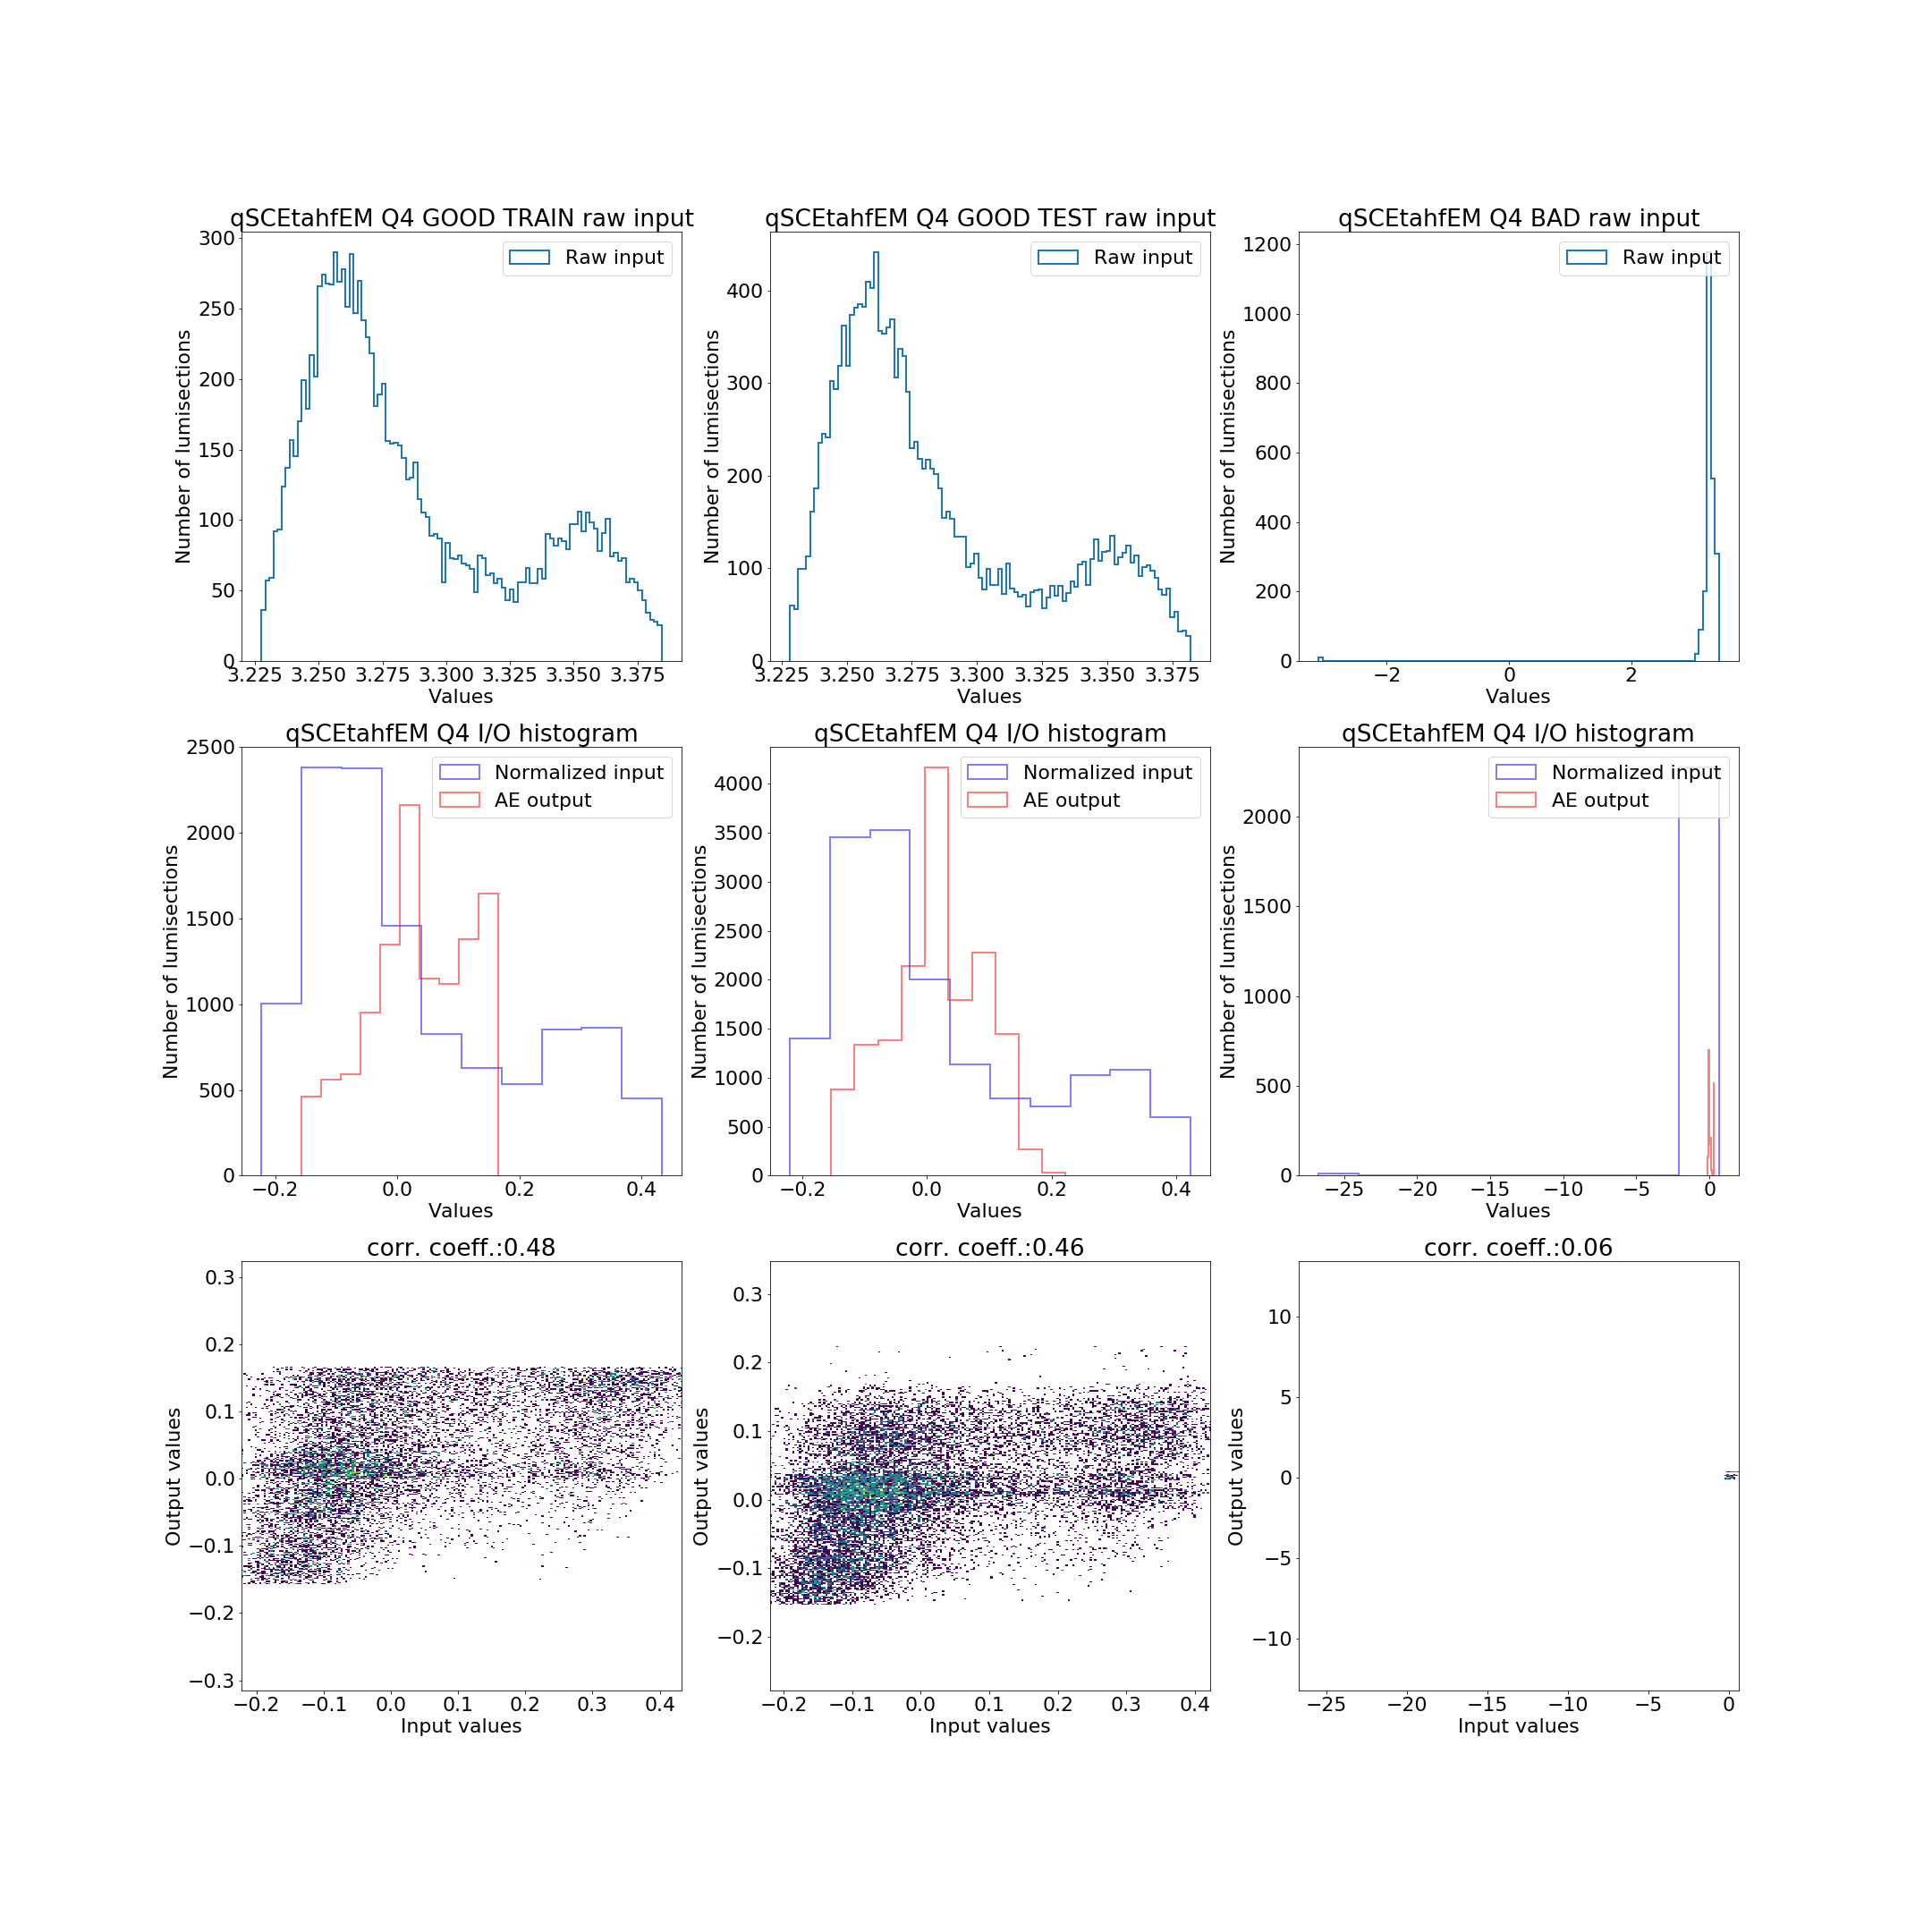 qSCEtahfEM Q4 GOOD TRAIN raw input
300
250
200
150
100
50
0
Number of lumisections
Raw input
3.225 3.250 3.275 3.300 3.325 3.350 3.375
Values
qSCEtahfEM Q4 GOOD TEST raw input
400
300
200
100
0
Number of lumisections
Raw input
3.225 3.250 3.275 3.300 3.325 3.350 3.375
Values
qSCEtahfEM Q4 BAD raw input
1200
1000
800
600
400
200
0
Number of lumisections
Raw input
−2 0 2
Values
qSCEtahfEM Q4 I/O histogram
2500
2000
1500
1000
500
0
Number of lumisections
Normalized input
AE output
−0.2 0.0 0.2 0.4
Values
qSCEtahfEM Q4 I/O histogram
4000
3500
3000
2500
2000
1500
1000
500
0
Number of lumisections
Normalized input
AE output
−0.2 0.0 0.2 0.4
Values
qSCEtahfEM Q4 I/O histogram
2000
1500
1000
500
0
Number of lumisections
Normalized input
AE output
−25 −20 −15 −10 −5 0
Values
corr. coeff.:0.48
0.3
0.2
0.1
0.0
−0.1
−0.2
−0.3
Output values
−0.2 −0.1 0.0 0.1 0.2 0.3 0.4
Input values
corr. coeff.:0.46
0.3
0.2
0.1
0.0
−0.1
−0.2
Output values
−0.2 −0.1 0.0 0.1 0.2 0.3 0.4
Input values
corr. coeff.:0.06
10
5
0
−5
−10
Output values
−25 −20 −15 −10 −5 0
Input values